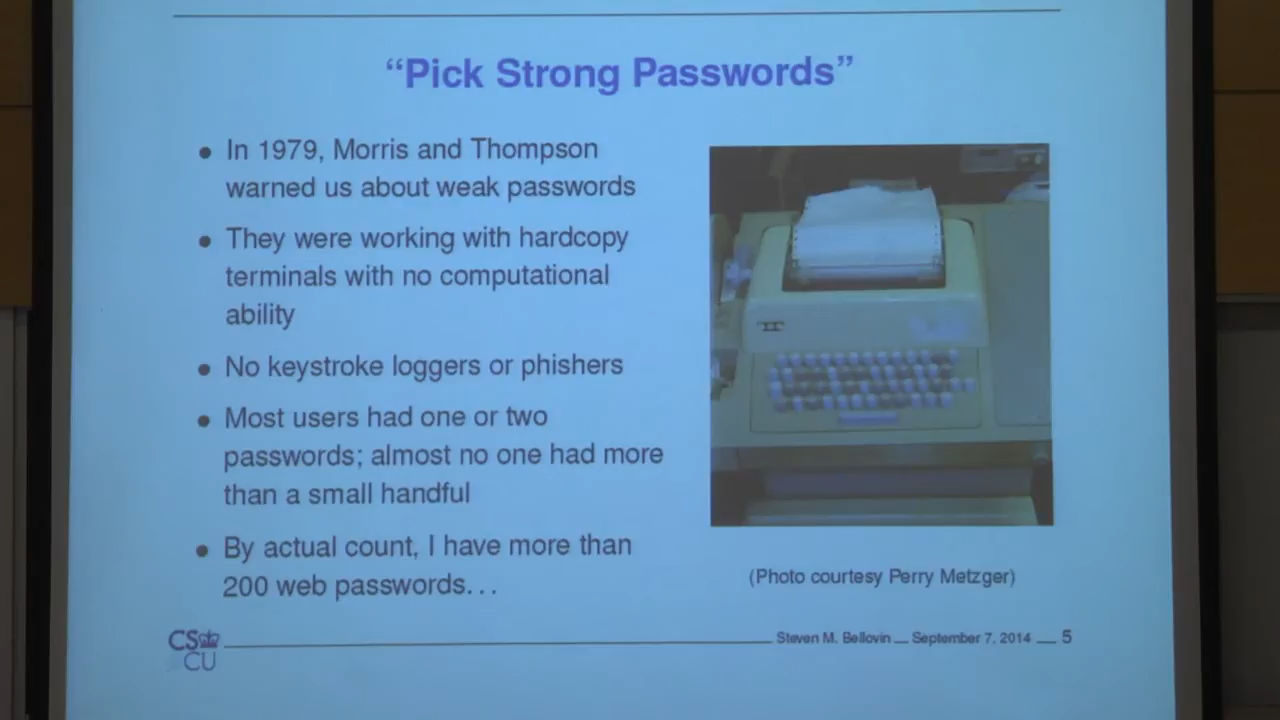 “Pick Strong Passwords”
• In 1979, Morris and Thompson
warned us about weak passwords
• They were working with hardcopy
terminals with no computational
ability
• No keystroke loggers or phishers
• Most users had one or two
passwords; almost no one had more
than a small handful
• By actual count, I have more than
200 web passwords...
(Photo courtesy Perry Metzger)
CS
CU
Steven M. Bellovin __ September 7, 2014 __ 5